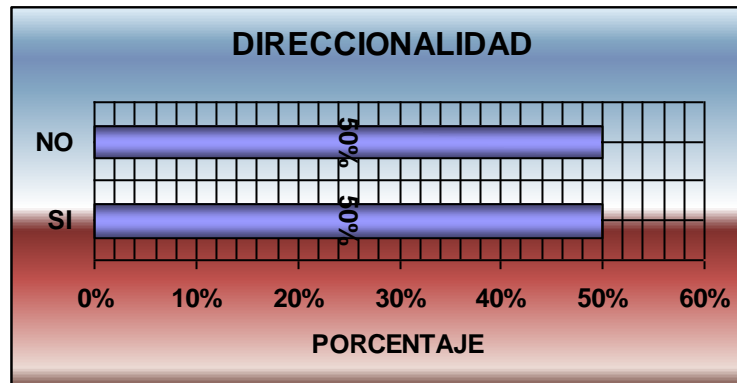 DIRECCIONALIDAD
NO
50%
SI
50%
0% 10% 20% 30% 40% 50% 60%
PORCENTAJE